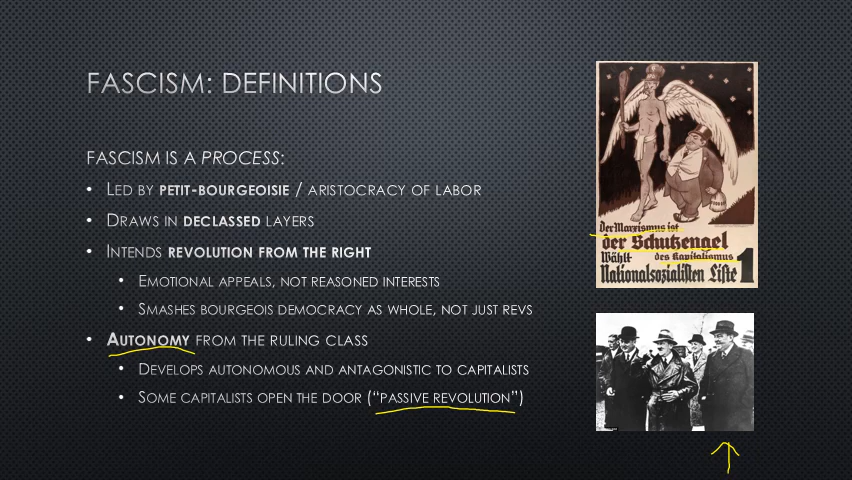 FASCISM: DEFINITIONS
FASCISM IS A PROCESS:
• LED BY PETIT-BOURGEOISIE / ARISTOCRACY OF LABOR
• DRAWS IN DECLASSED LAYERS
• INTENDS REVOLUTION FROM THE RIGHT
• EMOTIONAL APPEALS, NOT REASONED INTERESTS
• SMASHES BOURGEOIS DEMOCRACY AS WHOLE, NOT JUST REVS
• AUTONOMY FROM THE RULING CLASS
• DEVELOPS AUTONOMOUS AND ANTAGONISTIC TO CAPITALISTS
• SOME CAPITALISTS OPEN THE DOOR (“PASSIVE REVOLUTION”)
Der Marxismus ist
der Schutzengel
des Kapitalismus
Wählt
Nationalsozialisten Liste 1